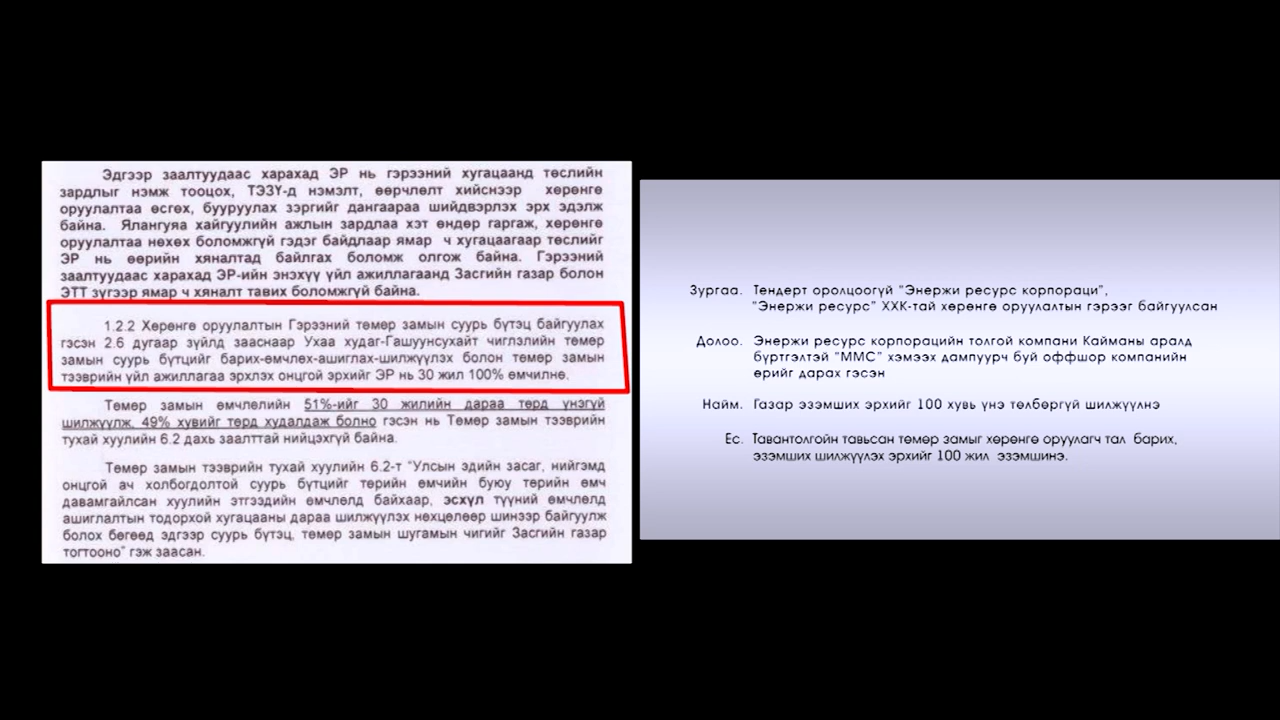 Эдгээр заалтуудаас харахад ЭР нь гэрээний хугацаанд төслийн
зардлыг нэмж тооцох, ТЭЗҮ-д нэмэлт, өөрчлөлт хийснээр хөрөнгө
оруулалтаа өсгөх, бууруулах зэргийг дангаараа шийдвэрлэх эрх эдэлж
байна. Ялангуяа хайгуулийн ажлын зардлаа хэт өндөр гаргаж, хөрөнгө
оруулалтаа нөхөх боломжгүй гэдэг байдлаар ямар ч хугацаагаар төслийг
ЭР нь өөрийн хяналтад байлгах боломж олгож байна. Гэрээний
заалтуудаас харахад ЭР-ийн энэхүү үйл ажиллагаанд Засгийн газар болон
ЭТТ зүгээр ямар ч хяналт тавих боломжгүй байна.
1.2.2 Хөрөнгө оруулалтын Гэрээний төмөр замын суурь бүтэц байгуулах
гэсэн 2.6 дугаар зүйлд зааснаар Ухаа худаг-Гашуунсухайт чиглэлийн төмөр
замын суурь бүтцийг барих-өмчлөх-ашиглах-шилжүүлэх болон төмөр замын
тээврийн үйл ажиллагаа эрхлэх онцгой эрхийг ЭР нь 30 жил 100% өмчилнө.
Төмөр замын өмчлөлийн 51%-ийг 30 жилийн дараа төрд үнэгүй
шилжүүлж, 49% хувийг төрд худалдаж болно гэсэн нь Төмөр замын тээврийн
тухай хуулийн 6.2 дахь заалттай нийцэхгүй байна.
Төмөр замын тээврийн тухай хуулийн 6.2-т “Улсын эдийн засаг, нийгэмд
онцгой ач холбогдолтой суурь бүтцийг төрийн өмчийн буюу төрийн өмч
давамгайлсан хуулийн этгээдийн өмчлөлд байхаар, эсхүл түүний өмчлөлд
ашиглалтын тодорхой хугацааны дараа шилжүүлэх нөхцөлөөр шинээр байгуулж
болох бөгөөд эдгээр суурь бүтэц, төмөр замын шугамын чигийг Засгийн газар
тогтооно” гэж заасан.
Зургаа. Тендерт оролцоогүй "Энержи ресурс корпораци",
"Энержи ресурс" ХХК-тай хөрөнгө оруулалтын гэрээг байгуулсан
Долоо. Энержи ресурс корпорацийн толгой компани Кайманы аралд
бүртгэлтэй "ММС" хэмээх дампуурч буй оффшор компанийн
өрийг дарах гэсэн
Найм. Газар эзэмших эрхийг 100 хувь үнэ төлбөргүй шилжүүлнэ
Ес. Тавантолгойн тавьсан төмөр замыг хөрөнгө оруулагч тал барих,
эзэмших шилжүүлэх эрхийг 100 жил эзэмшинэ.